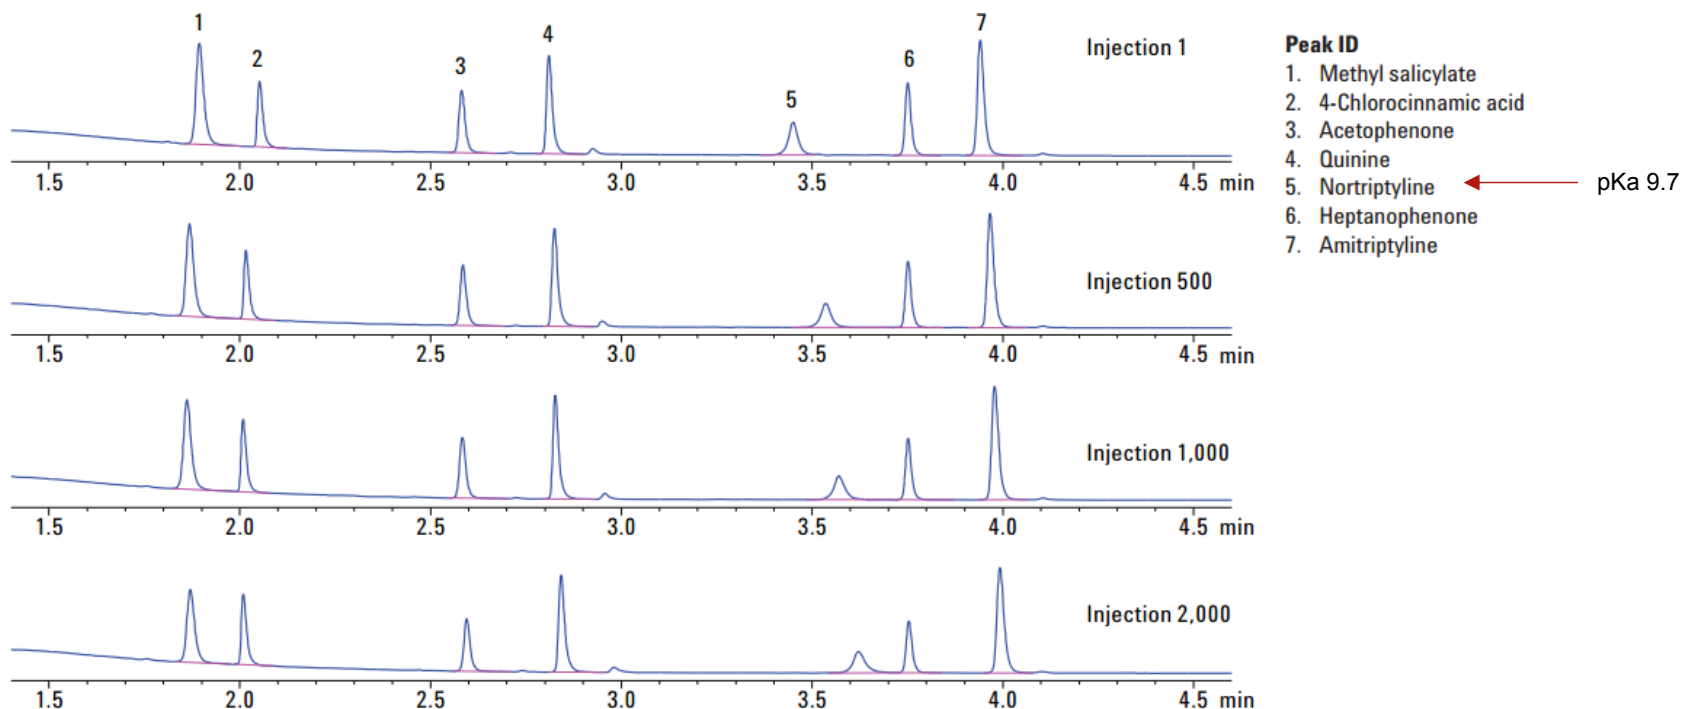 1
2
3
4
5
6
7
Injection 1
1.5 2.0 2.5 3.0 3.5 4.0 4.5 min
Injection 500
1.5 2.0 2.5 3.0 3.5 4.0 4.5 min
Injection 1,000
1.5 2.0 2.5 3.0 3.5 4.0 4.5 min
Injection 2,000
1.5 2.0 2.5 3.0 3.5 4.0 4.5 min
Peak ID
1. Methyl salicylate
2. 4-Chlorocinnamic acid
3. Acetophenone
4. Quinine
5. Nortriptyline
pKa 9.7
6. Heptanophenone
7. Amitriptyline